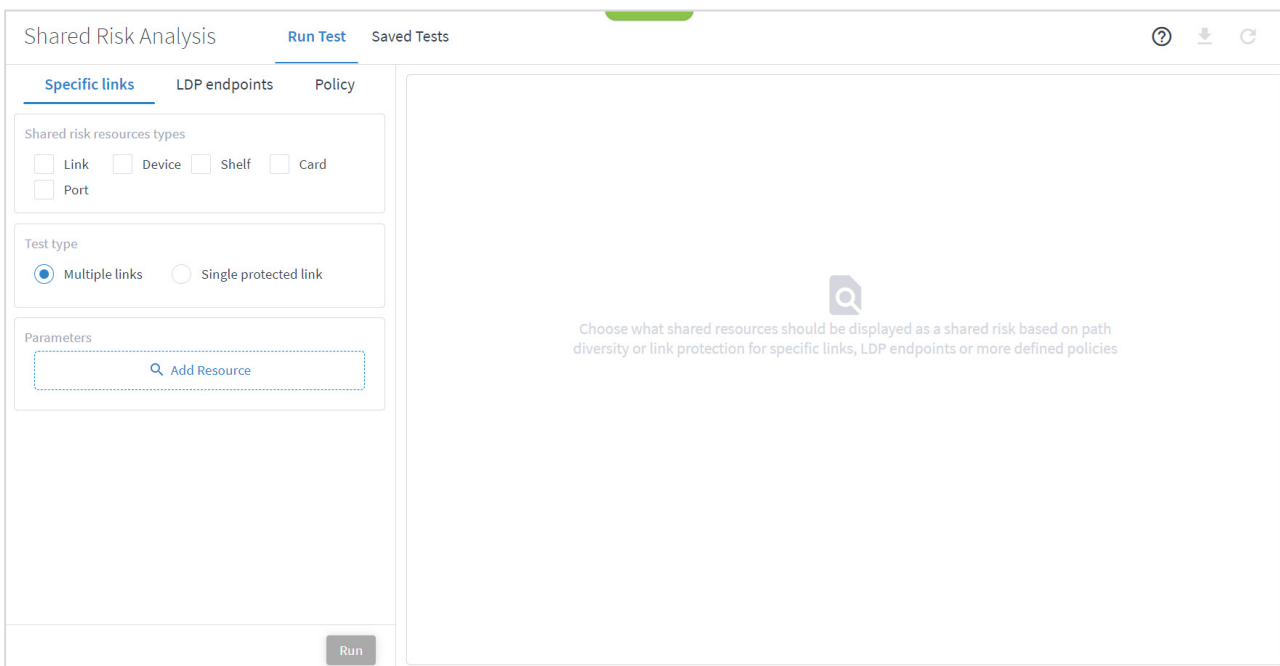 Shared Risk Analysis
Run Test
Saved Tests
Specific links
LDP endpoints
Policy
Shared risk resources types
Link
Device
Shelf
Card
Port
Test type
Multiple links
Single protected link
Parameters
Add Resource
Run
Choose what shared resources should be displayed as a shared risk based on path
diversity or link protection for specific links, LDP endpoints or more defined policies